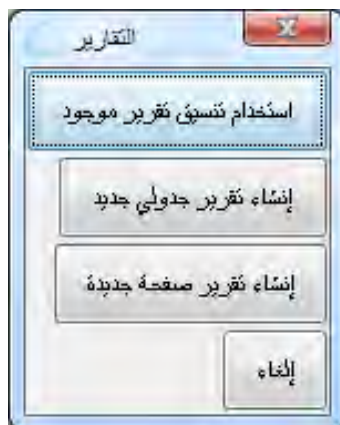 التقارير
استخدام تنسيق تقرير موجود
إنشاء تقرير جدولي جديد
إنشاء تقرير صفحة جديدة
إلغاء